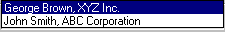 George Brown, XYZ Inc.
John Smith, ABC Corporation